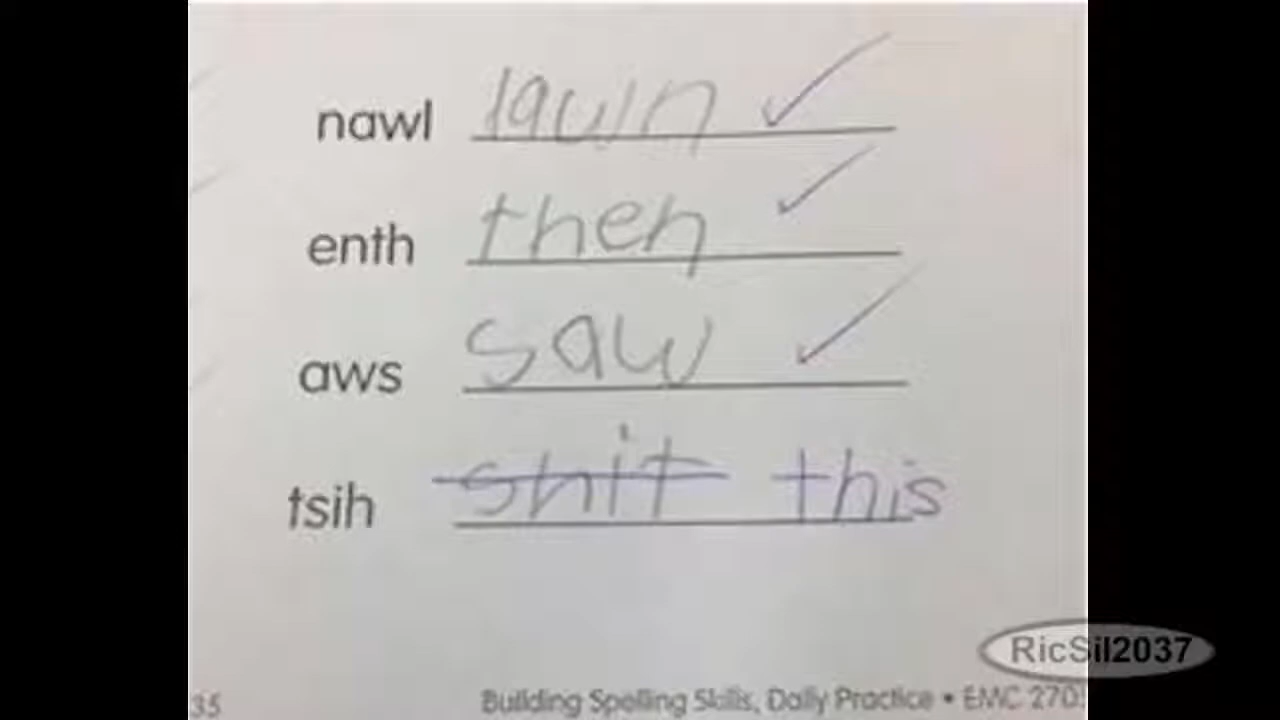 nawl lawn
enth then
aws saw
tsih shit this
RicSil2037
35 Building Spelling Skills, Daily Practice • EMC 270